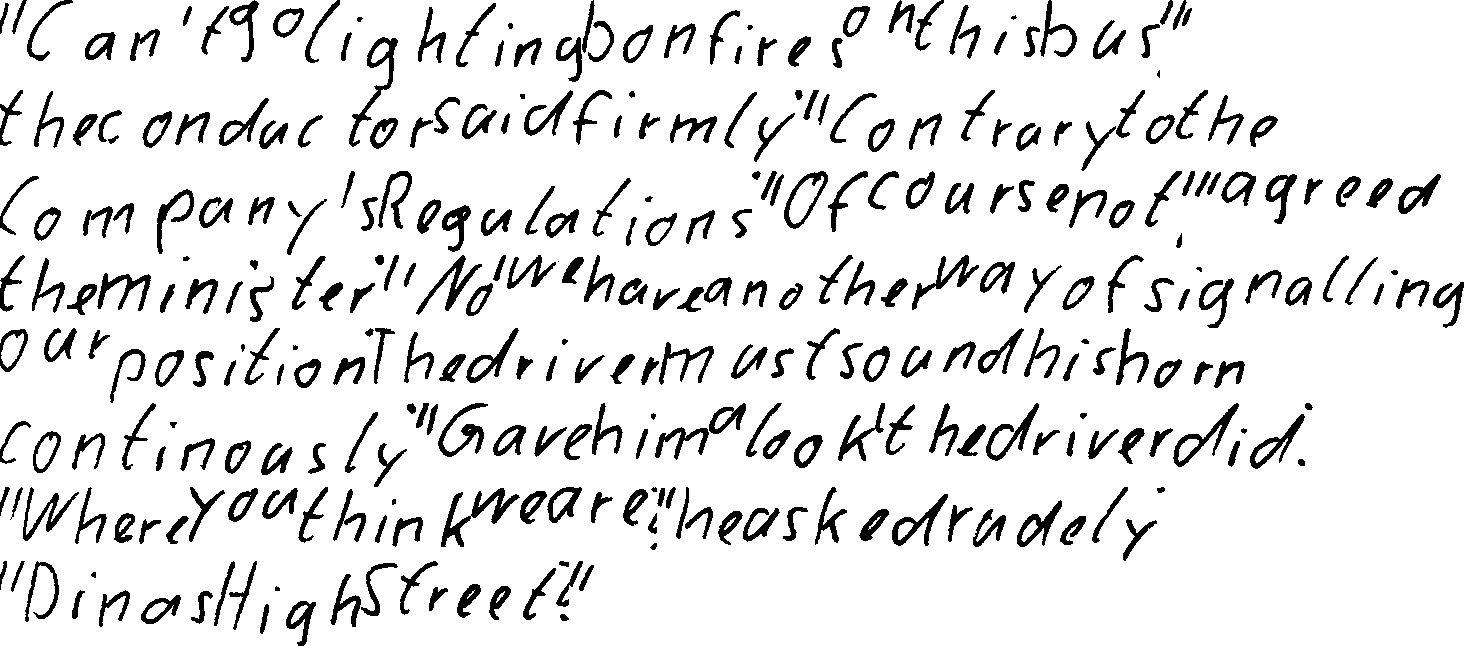 "Can't go lighting bonfires on this bus,"
the conductor said firmly. "Contrary to the
Company's Regulations." "Of course not," agreed
the minister. "No "We have another way of signalling
our position. The driver must sound his horn
continously." Gave him a look, the driver did.
"Where you think we are?" he asked rudely.
"Dinas High Street?"